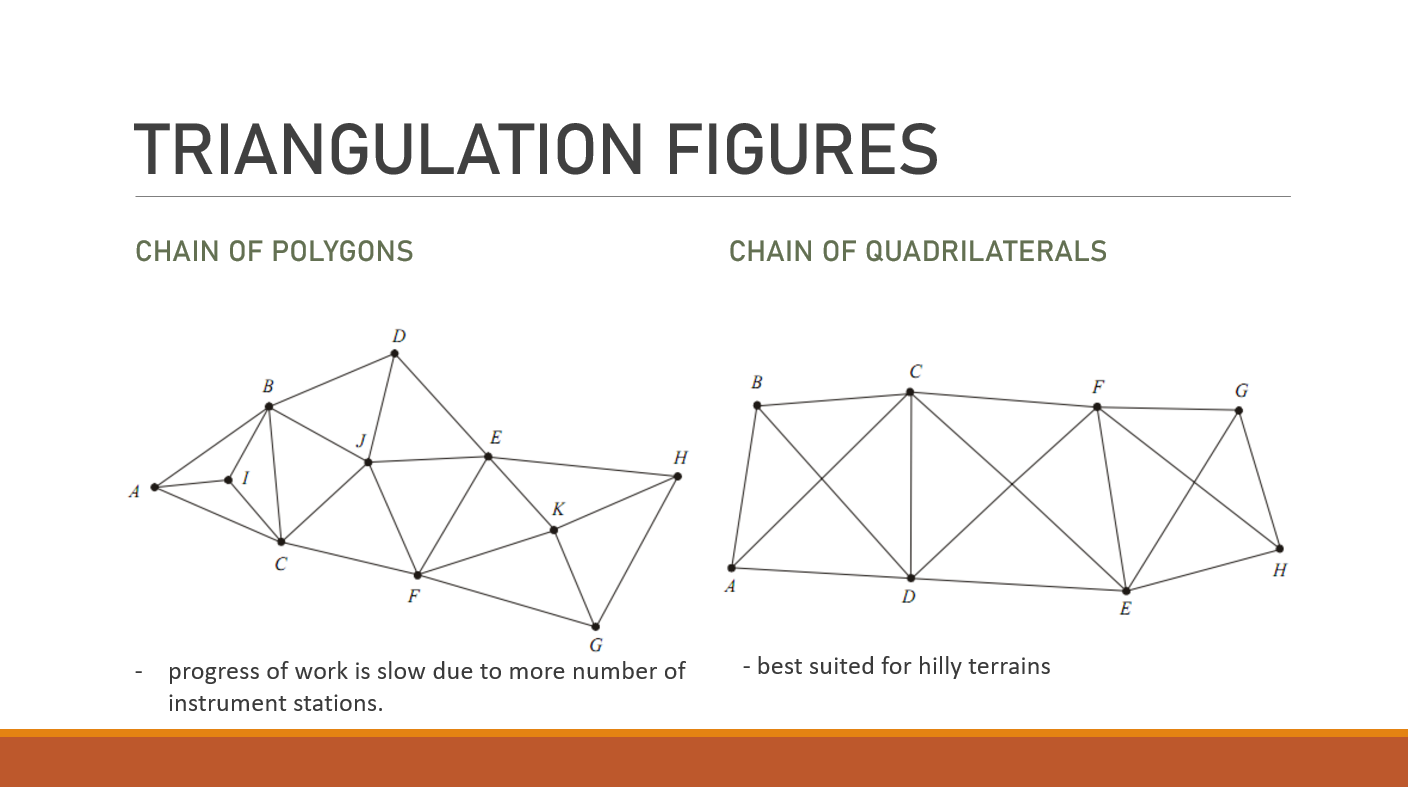 TRIANGULATION FIGURES
CHAIN OF POLYGONS
D
B
J
E
H
A
I
K
C
F
G
- progress of work is slow due to more number of
instrument stations.
CHAIN OF QUADRILATERALS
C
B
F
G
A
D
E
H
- best suited for hilly terrains